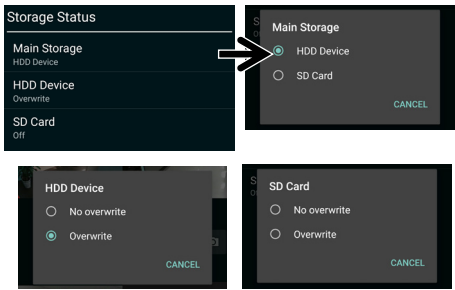 Storage Status
Main Storage
HDD Device
HDD Device
Overwrite
SD Card
Off
Main Storage
HDD Device
SD Card
CANCEL
HDD Device
No overwrite
Overwrite
CANCEL
SD Card
No overwrite
Overwrite
CANCEL